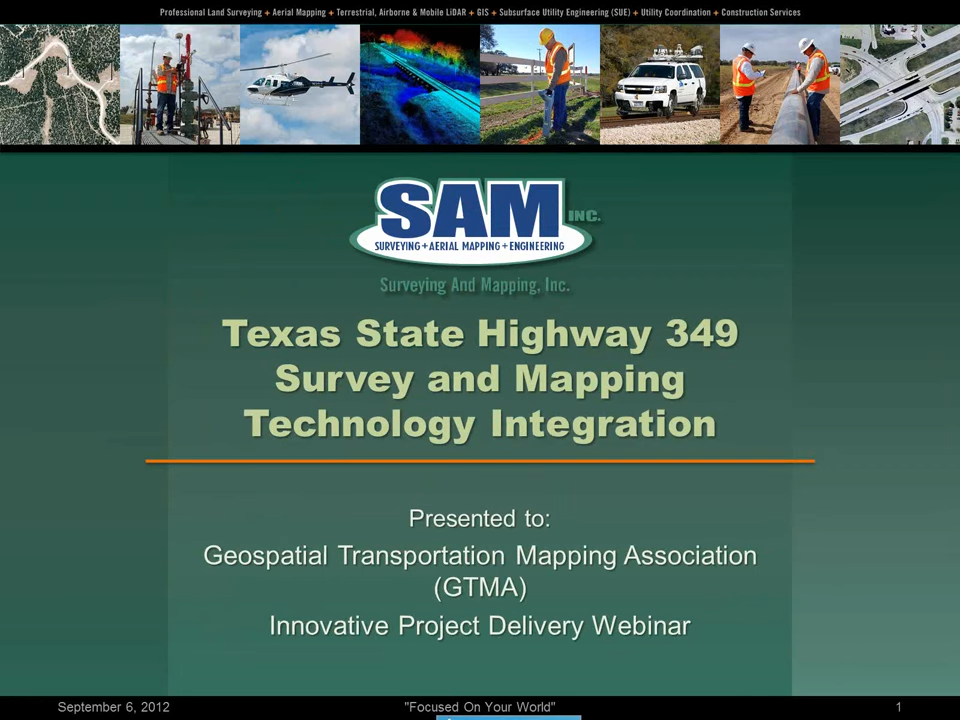 Professional Land Surveying + Aerial Mapping + Terrestrial, Airborne & Mobile LiDAR + GIS + Subsurface Utility Engineering (SUE) + Utility Coordination + Construction Services
SAM INC.
SURVEYING + AERIAL MAPPING + ENGINEERING
Surveying And Mapping, Inc.
Texas State Highway 349
Survey and Mapping
Technology Integration
Presented to:
Geospatial Transportation Mapping Association
(GTMA)
Innovative Project Delivery Webinar
September 6, 2012
"Focused On Your World"
1